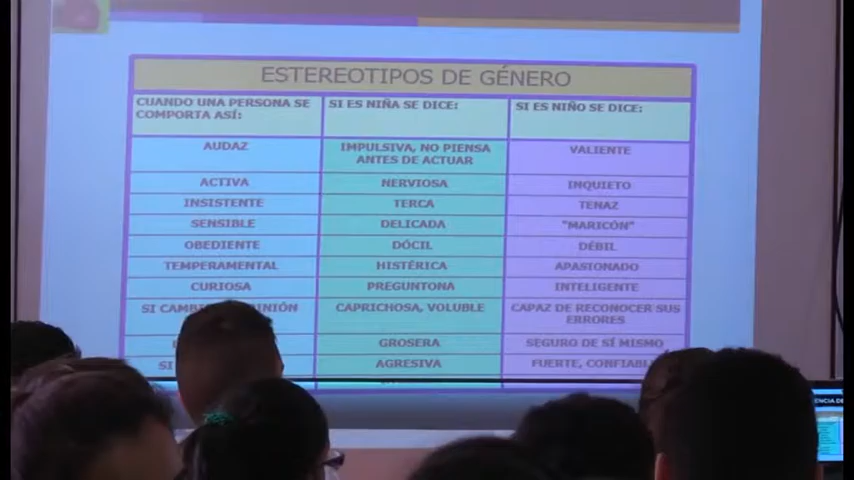 ESTEREOTIPOS DE GÉNERO
CUANDO UNA PERSONA SE
COMPORTA ASÍ:
SI ES NIÑA SE DICE:
SI ES NIÑO SE DICE:
AUDAZ
IMPULSIVA, NO PIENSA
ANTES DE ACTUAR
VALIENTE
ACTIVA
NERVIOSA
INQUIETO
INSISTENTE
TERCA
TENAZ
SENSIBLE
DELICADA
"MARICÓN"
OBEDIENTE
DÓCIL
DÉBIL
TEMPERAMENTAL
HISTÉRICA
APASIONADO
CURIOSA
PREGUNTONA
INTELIGENTE
SI
CAPRICHOSA, VOLUBLE
CAPAZ DE RECONOCER SUS
ERRORES
GROSERA
SEGURO DE SÍ MISMO
SI
AGRESIVA
FUERTE,